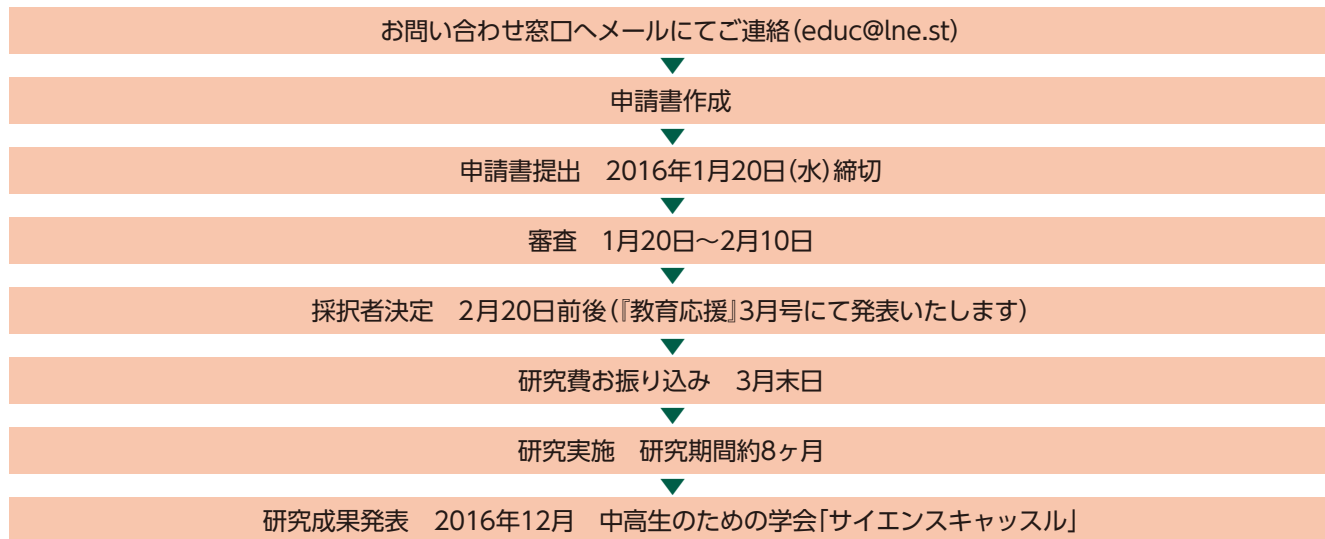 お問い合わせ窓口へメールにてご連絡(educ@lne.st)
申請書作成
申請書提出　2016年1月20日(水)締切
審査　1月20日～2月10日
採択者決定　2月20日前後(『教育応援』3月号にて発表いたします)
研究費お振り込み　3月末日
研究実施　研究期間約8ヶ月
研究成果発表　2016年12月　中高生のための学会「サイエンスキャッスル」